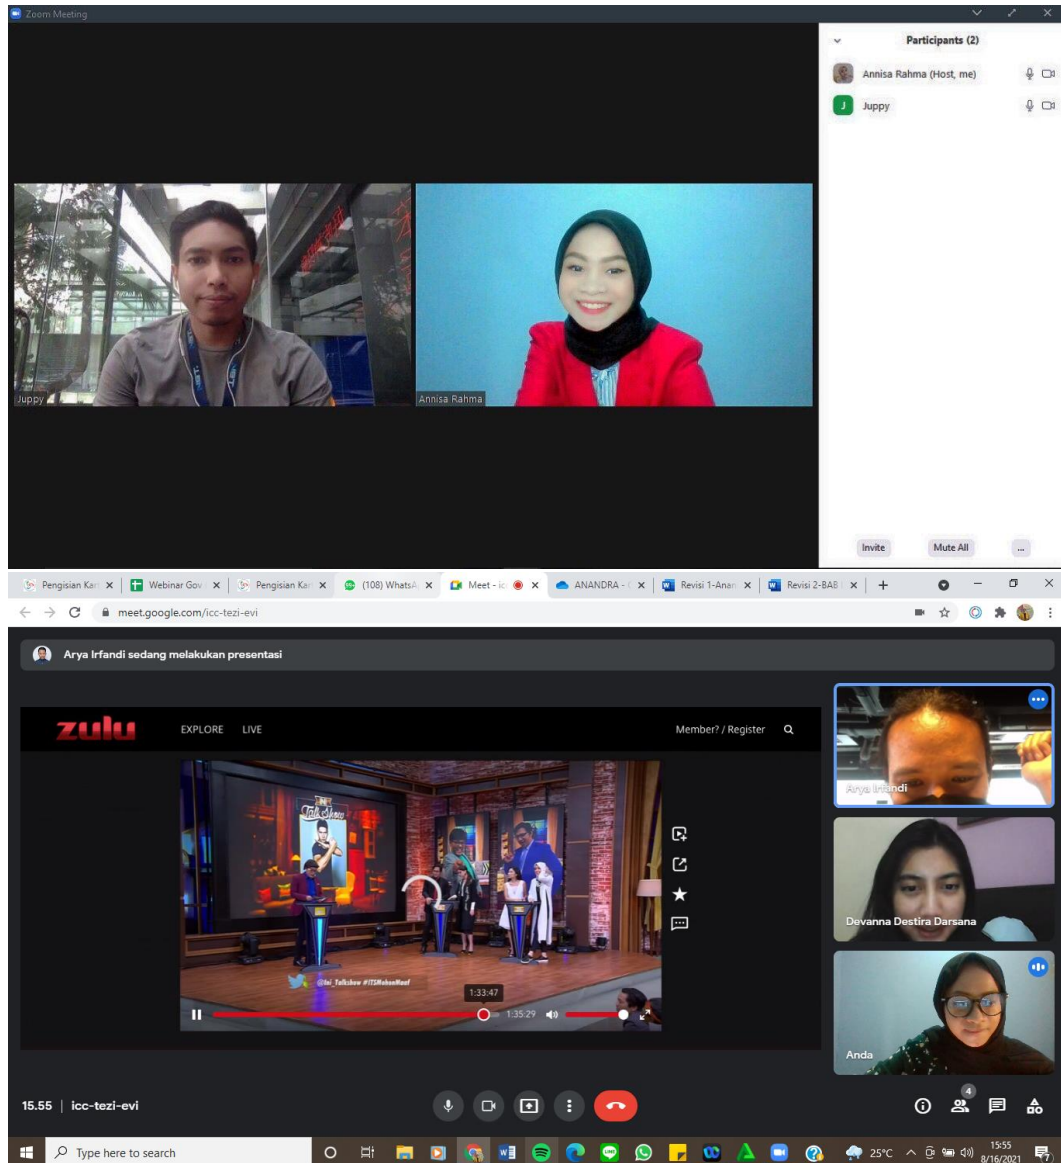 Zoom Meeting
Participants (2)
Annisa Rahma (Host, me)
J Juppy
Juppy
Annisa Rahma
Invite Mute All ...
Pengisian Kar
Webinar Gov
Pengisian Kar
(108) WhatsA
Meet - ic
ANANDRA -
Revisi 1-Anan
Revisi 2-BAB
meet.google.com/icc-tezi-evi
Arya Irfandi sedang melakukan presentasi
zulu EXPLORE LIVE Member? / Register
Talk Show
@Ini_Talkshow #ITSMohonMaaf
1:33:47
1:35:29
Arya Irfandi
Devanna Destira Darsana
Anda
15.55 | icc-tezi-evi
4
Type here to search
25°C
15:55
8/16/2021